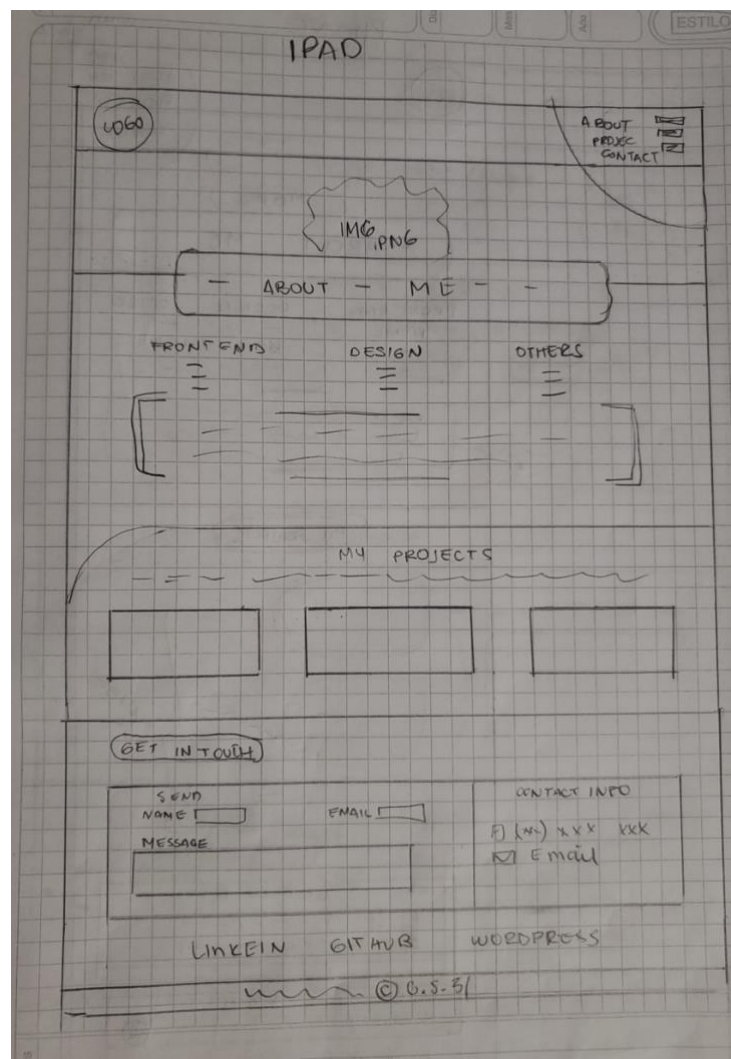 ESTILO
IPAD
LOGO
ABOUT
PROJEC
CONTACT
IMG.PNG
- ABOUT - ME - -
FRONTEND DESIGN OTHERS
MY PROJECTS
GET IN TOUCH
SEND CONTACT INFO
NAME EMAIL
MESSAGE
(xx) xxx xxx
Email
LINKEIN GITHUB WORDPRESS